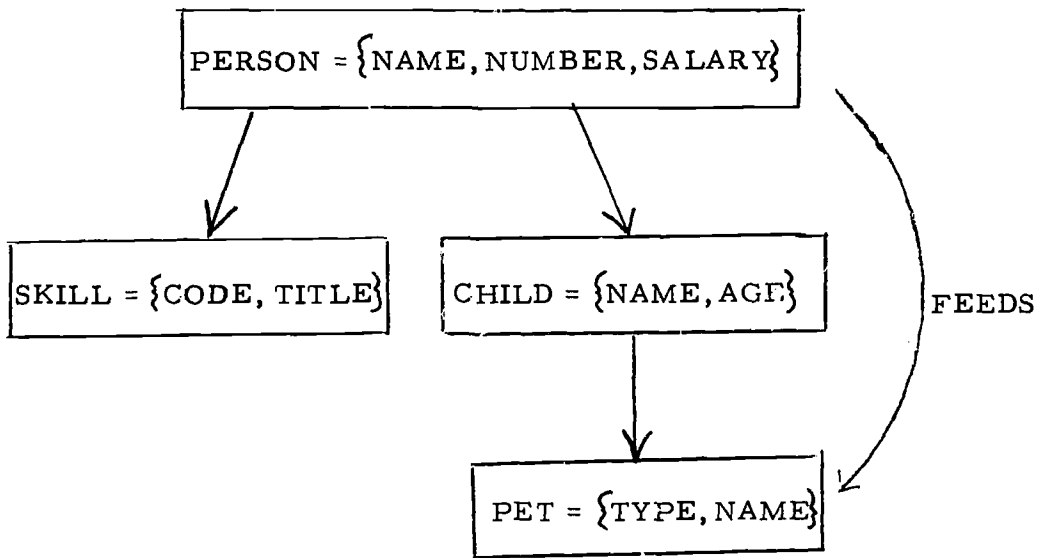 PERSON = {NAME, NUMBER, SALARY}
SKILL = {CODE, TITLE}
CHILD = {NAME, AGE}
FEEDS
PET = {TYPE, NAME}